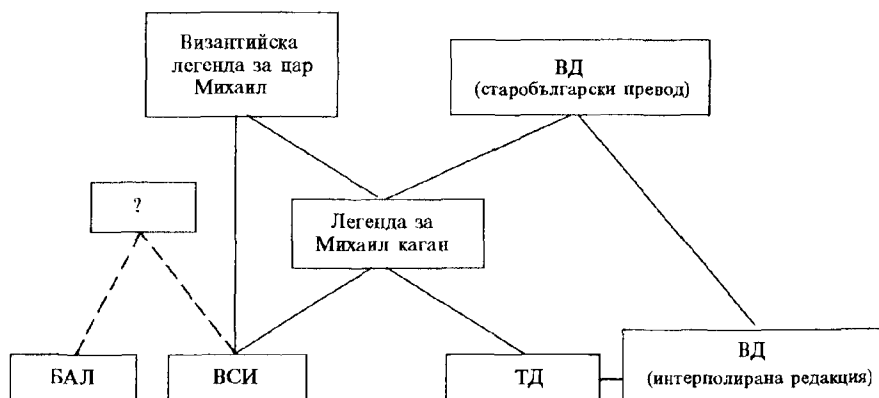 Византийска
легенда за цар
Михаил
ВД
(старобългарски превод)
?
Легенда за
Михаил каган
БАЛ
ВСИ
ТД
ВД
(интерполирана редакция)